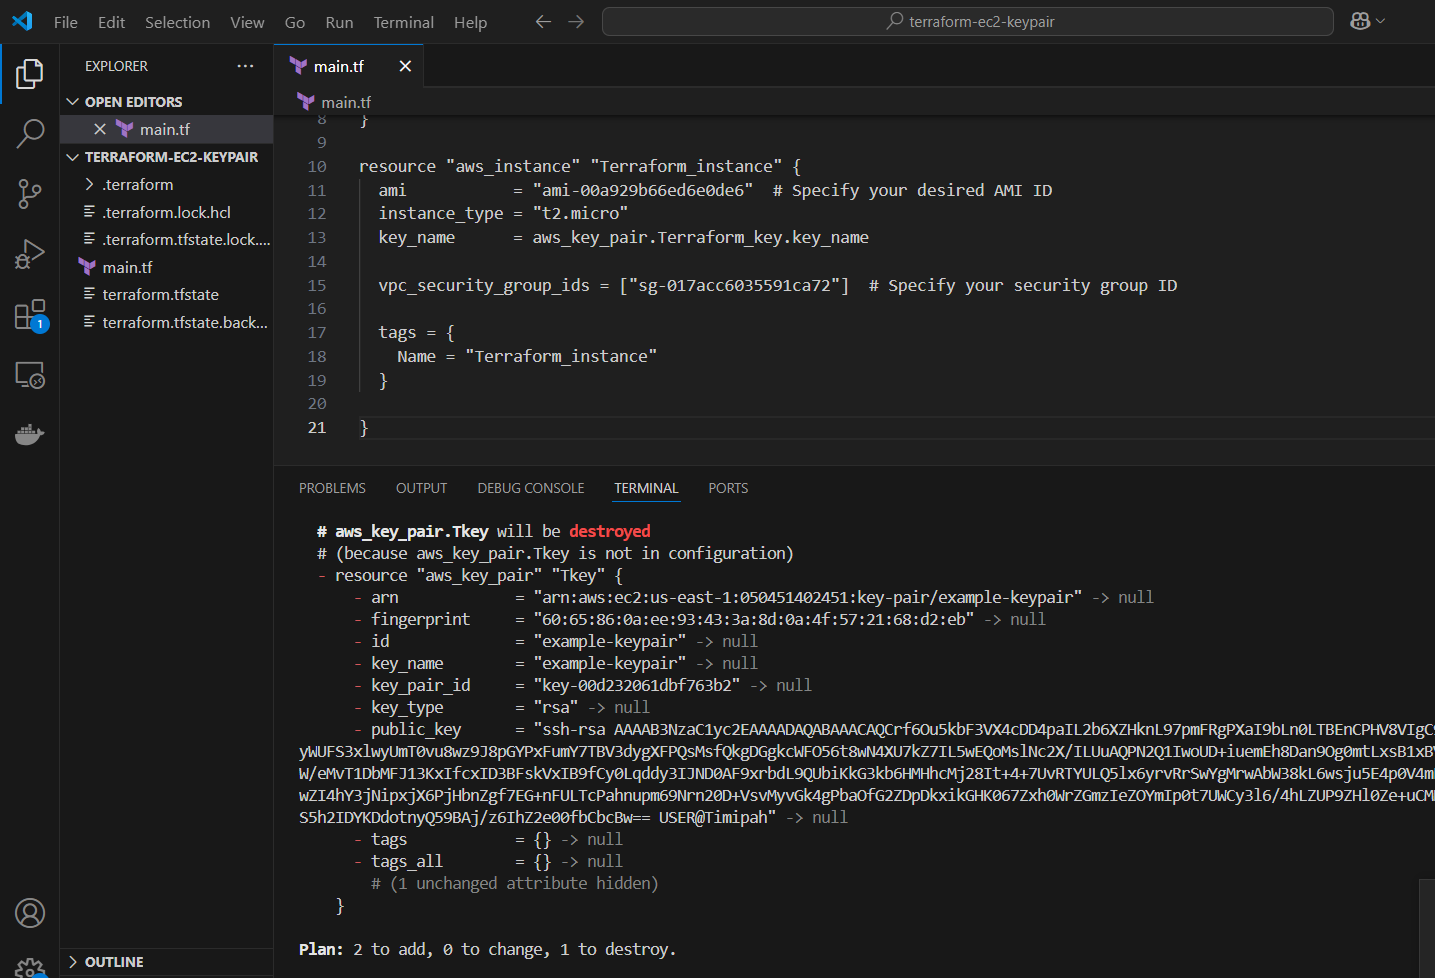 File Edit Selection View Go Run Terminal Help
terraform-ec2-keypair
EXPLORER
OPEN EDITORS
main.tf
TERRAFORM-EC2-KEYPAIR
.terraform
.terraform.lock.hcl
.terraform.tfstate.lock....
main.tf
terraform.tfstate
terraform.tfstate.back...
1
OUTLINE
main.tf
main.tf
8 }
9
10 resource "aws_instance" "Terraform_instance" {
11 ami = "ami-00a929b66ed6e0de6" # Specify your desired AMI ID
12 instance_type = "t2.micro"
13 key_name = aws_key_pair.Terraform_key.key_name
14
15 vpc_security_group_ids = ["sg-017acc6035591ca72"] # Specify your security group ID
16
17 tags = {
18 Name = "Terraform_instance"
19 }
20
21 }
PROBLEMS OUTPUT DEBUG CONSOLE TERMINAL PORTS
# aws_key_pair.Tkey will be destroyed
# (because aws_key_pair.Tkey is not in configuration)
- resource "aws_key_pair" "Tkey" {
- arn = "arn:aws:ec2:us-east-1:050451402451:key-pair/example-keypair" -> null
- fingerprint = "60:65:86:0a:ee:93:43:3a:8d:0a:4f:57:21:68:d2:eb" -> null
- id = "example-keypair" -> null
- key_name = "example-keypair" -> null
- key_pair_id = "key-00d232061dbf763b2" -> null
- key_type = "rsa" -> null
- public_key = "ssh-rsa AAAAB3NzaC1yc2EAAAADAQABAAACAQCrf6Ou5kbF3VX4cDD4paIL2b6XZHknL97pmFRgPXaI9bLn0LTBEnCPHV8VIgC
yWUFS3xlwyUmT0vu8wz9J8pGYPxFumY7TBV3dygXFPQsMsfQkgDGgkcWFO56t8wN4XU7kZ7IL5wEQoMslNc2X/ILUuAQPN2Q1IwoUD+iuemEh8Dan9Og0mtLxsB1xB
W/eMvT1DbMFJ13KxIfcxID3BFskVxIB9fCy0Lqddy3IJND0AF9xrbdL9QUbiKkG3kb6HMHhcMj28It+4+7UvRTYULQ5lx6yrvRrSwYgMrwAbW38kL6wsju5E4p0V4m
wZI4hY3jNipxjX6PjHbnZgf7EG+nFULTcPahnupm69Nrn20D+VsvMyvGk4gPbaOfG2ZDpDkxikGHK067Zxh0WrZGmzIeZOYmIp0t7UWCy3l6/4hLZUP9ZHl0Ze+uCM
S5h2IDYKDdotnyQ59BAj/z6IhZ2e00fbCbcBw== USER@Timipah" -> null
- tags = {} -> null
- tags_all = {} -> null
# (1 unchanged attribute hidden)
}
Plan: 2 to add, 0 to change, 1 to destroy.